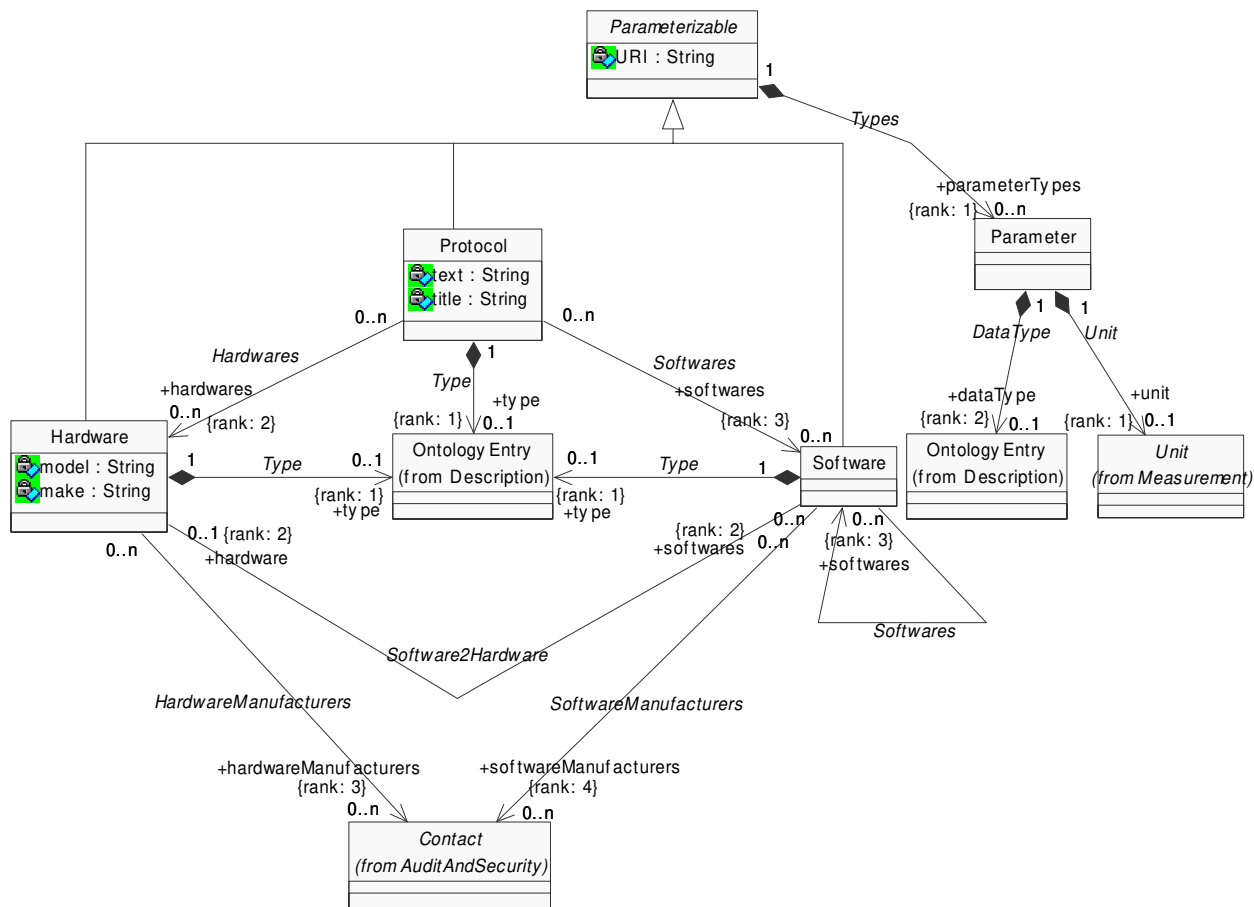 Parameterizable
URI : String
1
Types
+parameterTypes
{rank: 1}
0..n
Parameter
Protocol
text : String
title : String
0..n
0..n
1
1
1
DataType
Unit
Hardwares
Type
Softwares
+hardwares
+softwares
0..n
{rank: 2}
+type
{rank: 1}
0..1
{rank: 3}
0..n
+dataType
{rank: 2}
0..1
+unit
{rank: 1}
0..1
Hardware
model : String
make : String
1
Type
0..1
{rank: 1}
+type
OntologyEntry
(from Description)
0..1
Type
1
{rank: 1}
+type
Software
OntologyEntry
(from Description)
Unit
(from Measurement)
0..n
0..1
{rank: 2}
+hardware
{rank: 2}
0..n
+softwares
0..n
0..n
{rank: 3}
+softwares
Softwares
Software2Hardware
HardwareManufacturers
SoftwareManufacturers
+hardwareManufacturers
{rank: 3}
0..n
+softwareManufacturers
{rank: 4}
0..n
Contact
(from AuditAndSecurity)